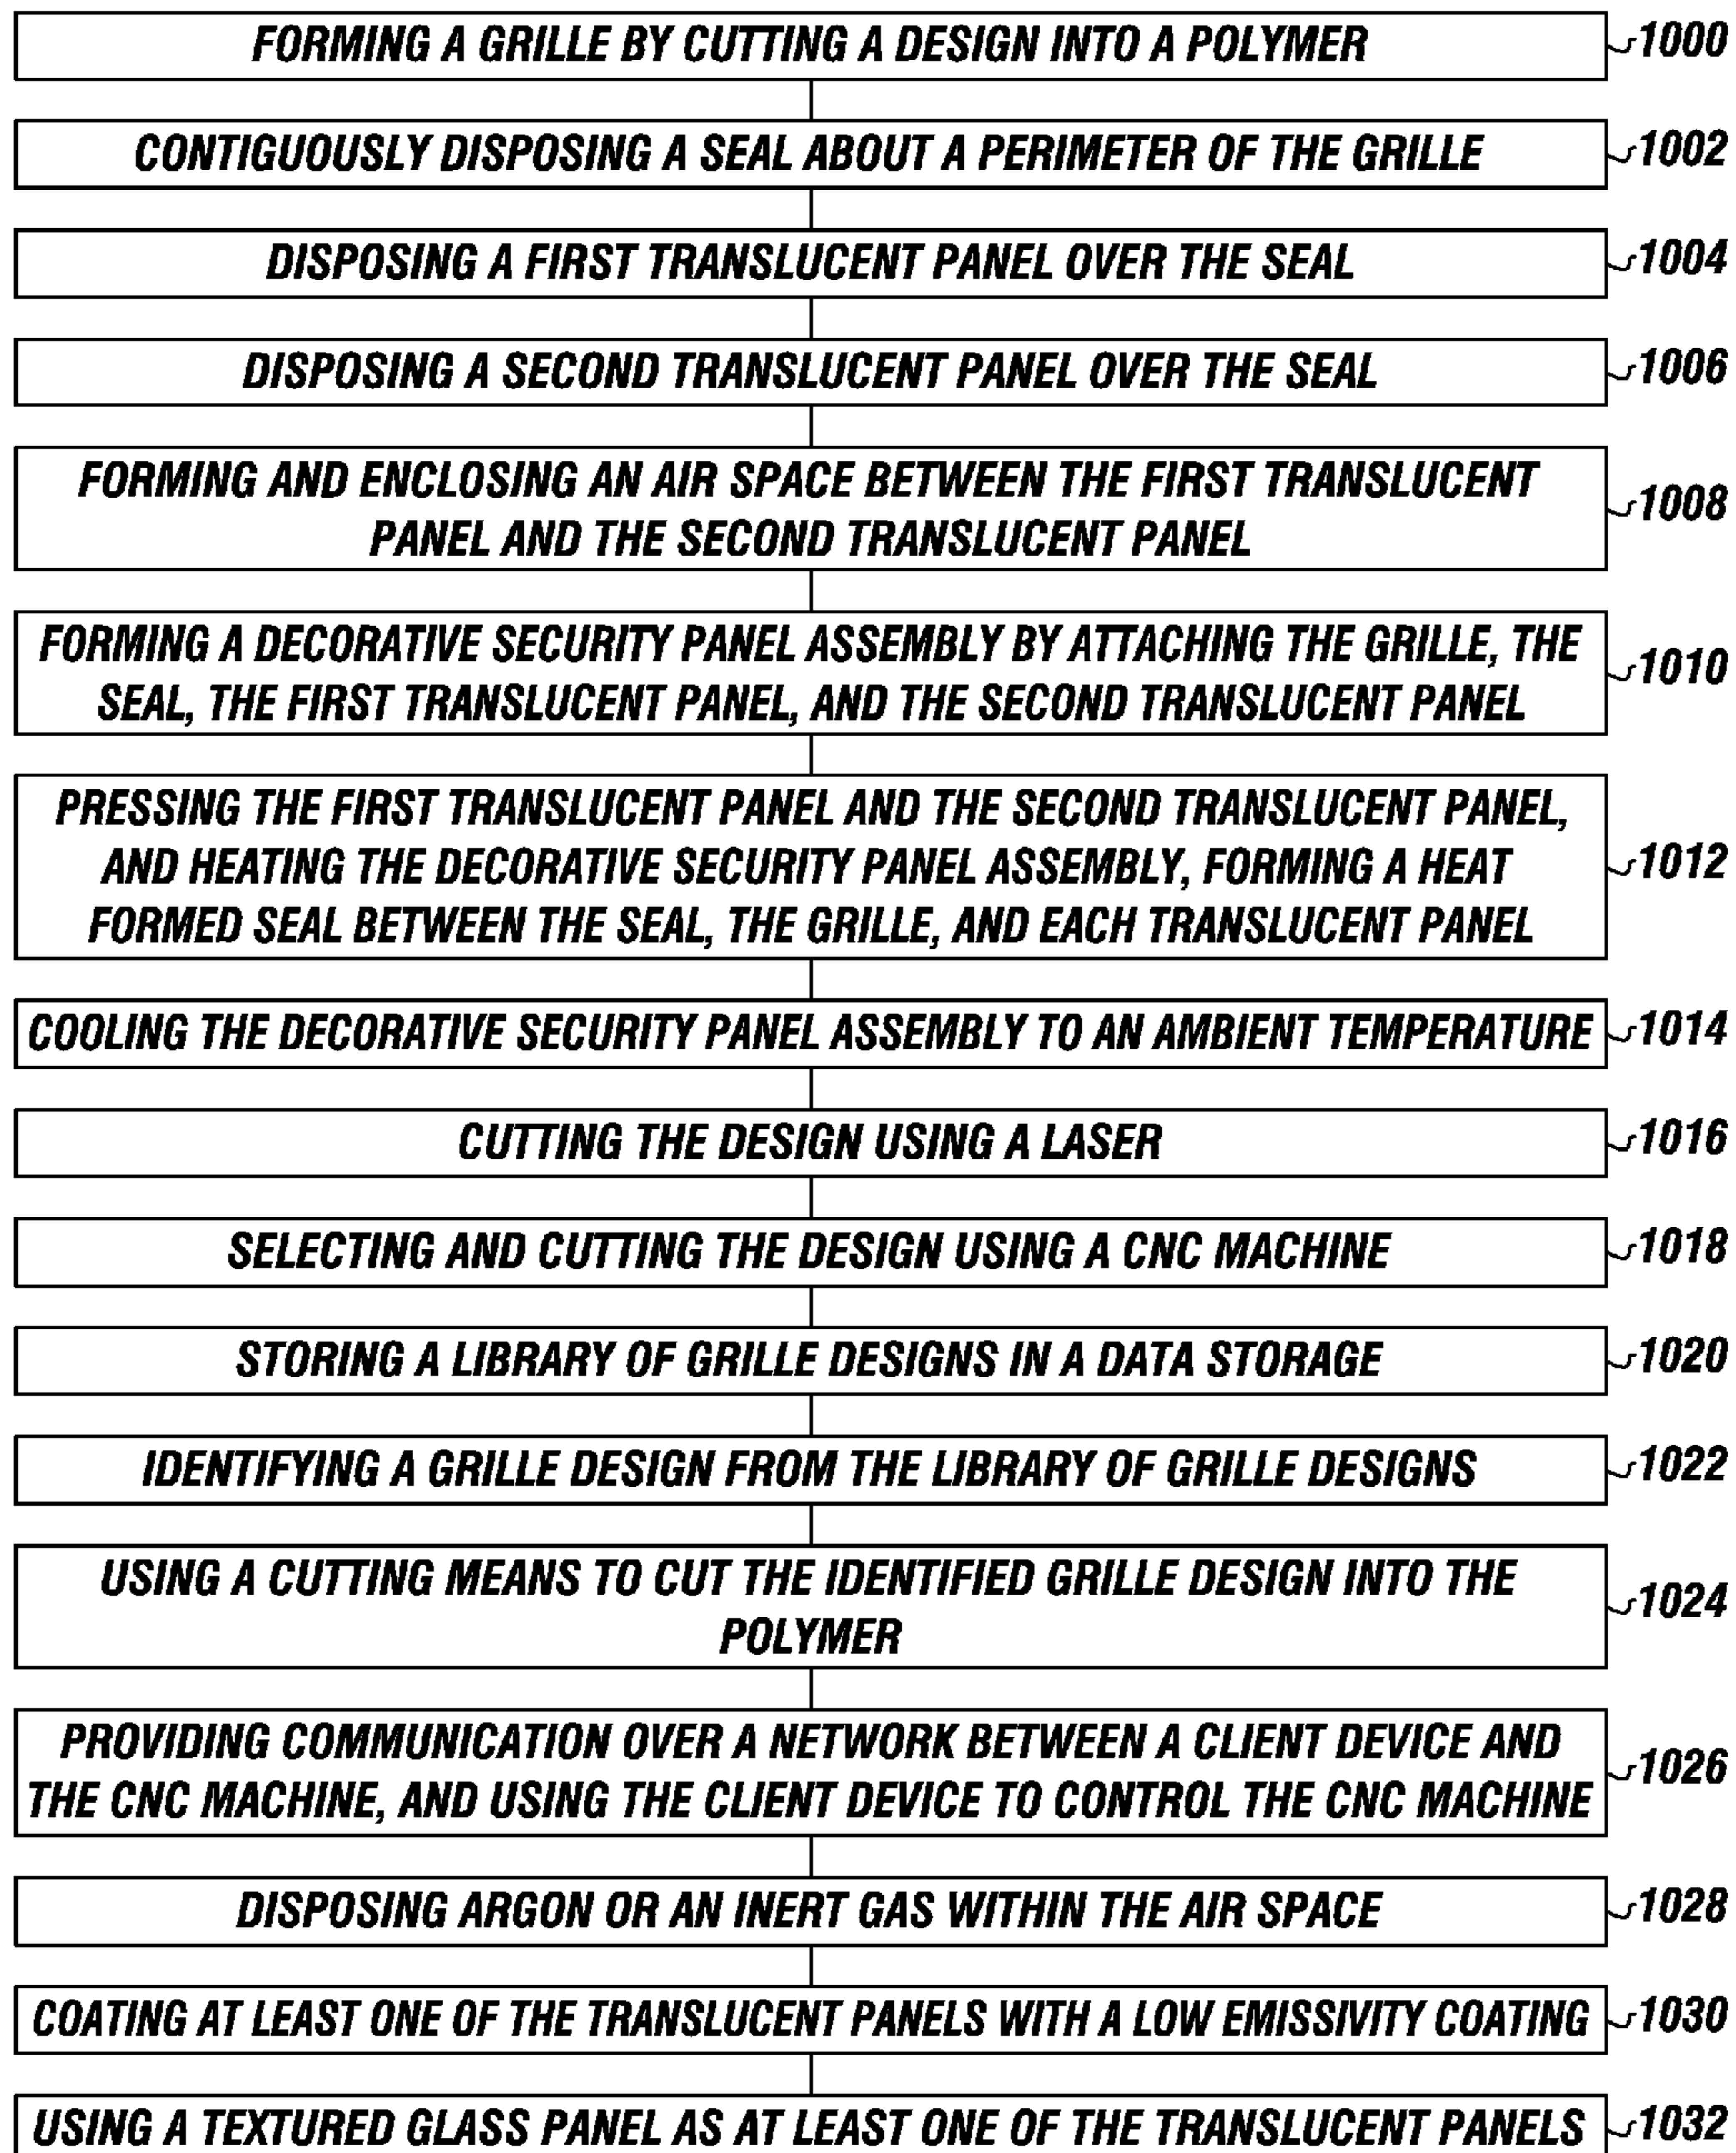 FORMING A GRILLE BY CUTTING A DESIGN INTO A POLYMER 1000
CONTIGUOUSLY DISPOSING A SEAL ABOUT A PERIMETER OF THE GRILLE 1002
DISPOSING A FIRST TRANSLUCENT PANEL OVER THE SEAL 1004
DISPOSING A SECOND TRANSLUCENT PANEL OVER THE SEAL 1006
FORMING AND ENCLOSING AN AIR SPACE BETWEEN THE FIRST TRANSLUCENT
PANEL AND THE SECOND TRANSLUCENT PANEL 1008
FORMING A DECORATIVE SECURITY PANEL ASSEMBLY BY ATTACHING THE GRILLE, THE
SEAL, THE FIRST TRANSLUCENT PANEL, AND THE SECOND TRANSLUCENT PANEL 1010
PRESSING THE FIRST TRANSLUCENT PANEL AND THE SECOND TRANSLUCENT PANEL,
AND HEATING THE DECORATIVE SECURITY PANEL ASSEMBLY, FORMING A HEAT 1012
FORMED SEAL BETWEEN THE SEAL, THE GRILLE, AND EACH TRANSLUCENT PANEL
COOLING THE DECORATIVE SECURITY PANEL ASSEMBLY TO AN AMBIENT TEMPERATURE 1014
CUTTING THE DESIGN USING A LASER 1016
SELECTING AND CUTTING THE DESIGN USING A CNC MACHINE 1018
STORING A LIBRARY OF GRILLE DESIGNS IN A DATA STORAGE 1020
IDENTIFYING A GRILLE DESIGN FROM THE LIBRARY OF GRILLE DESIGNS 1022
USING A CUTTING MEANS TO CUT THE IDENTIFIED GRILLE DESIGN INTO THE
POLYMER 1024
PROVIDING COMMUNICATION OVER A NETWORK BETWEEN A CLIENT DEVICE AND
THE CNC MACHINE, AND USING THE CLIENT DEVICE TO CONTROL THE CNC MACHINE 1026
DISPOSING ARGON OR AN INERT GAS WITHIN THE AIR SPACE 1028
COATING AT LEAST ONE OF THE TRANSLUCENT PANELS WITH A LOW EMISSIVITY COATING 1030
USING A TEXTURED GLASS PANEL AS AT LEAST ONE OF THE TRANSLUCENT PANELS 1032